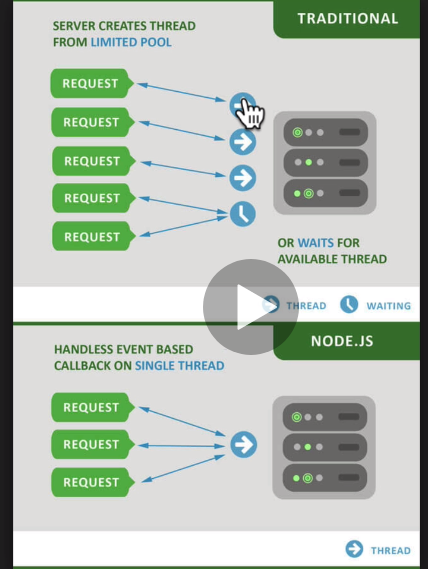 TRADITIONAL
SERVER CREATES THREAD
FROM LIMITED POOL
REQUEST
REQUEST
REQUEST
REQUEST
REQUEST
OR WAITS FOR
AVAILABLE THREAD
THREAD
WAITING
NODE.JS
HANDLESS EVENT BASED
CALLBACK ON SINGLE THREAD
REQUEST
REQUEST
REQUEST
THREAD